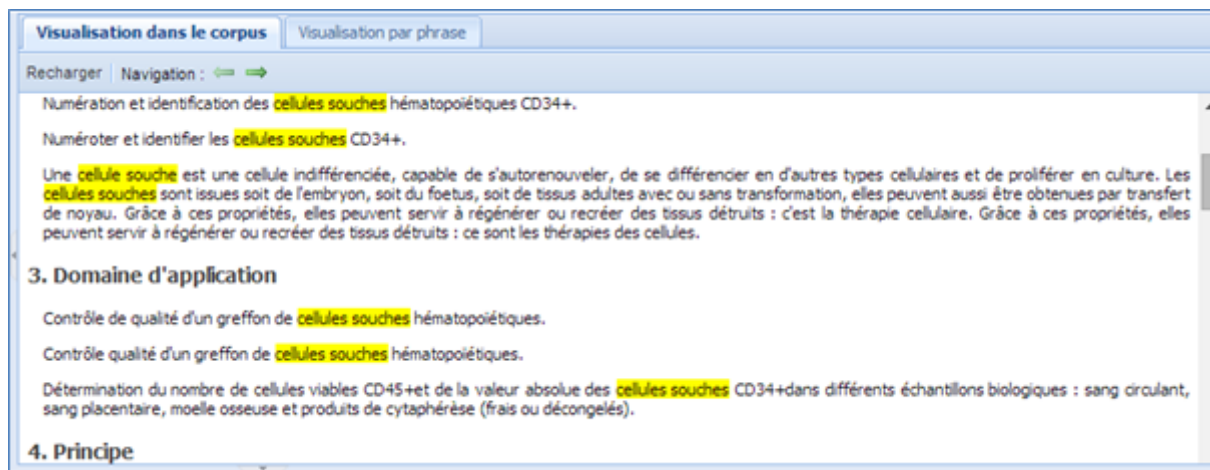 Visualisation dans le corpus Visualisation par phrase
Recharger Navigation :
Numération et identification des cellules souches hématopoïétiques CD34+.
Numéroter et identifier les cellules souches CD34+.
Une cellule souche est une cellule indifférenciée, capable de s'autorenouveler, de se différencier en d'autres types cellulaires et de proliférer en culture. Les
cellules souches sont issues soit de l'embryon, soit du foetus, soit de tissus adultes avec ou sans transformation, elles peuvent aussi être obtenues par transfert
de noyau. Grâce à ces propriétés, elles peuvent servir à régénérer ou recréer des tissus détruits : c'est la thérapie cellulaire. Grâce à ces propriétés, elles
peuvent servir à régénérer ou recréer des tissus détruits : ce sont les thérapies des cellules.
3. Domaine d'application
Contrôle de qualité d'un greffon de cellules souches hématopoïétiques.
Contrôle qualité d'un greffon de cellules souches hématopoïétiques.
Détermination du nombre de cellules viables CD45+et de la valeur absolue des cellules souches CD34+dans différents échantillons biologiques : sang circulant,
sang placentaire, moelle osseuse et produits de cytaphérèse (frais ou décongelés).
4. Principe